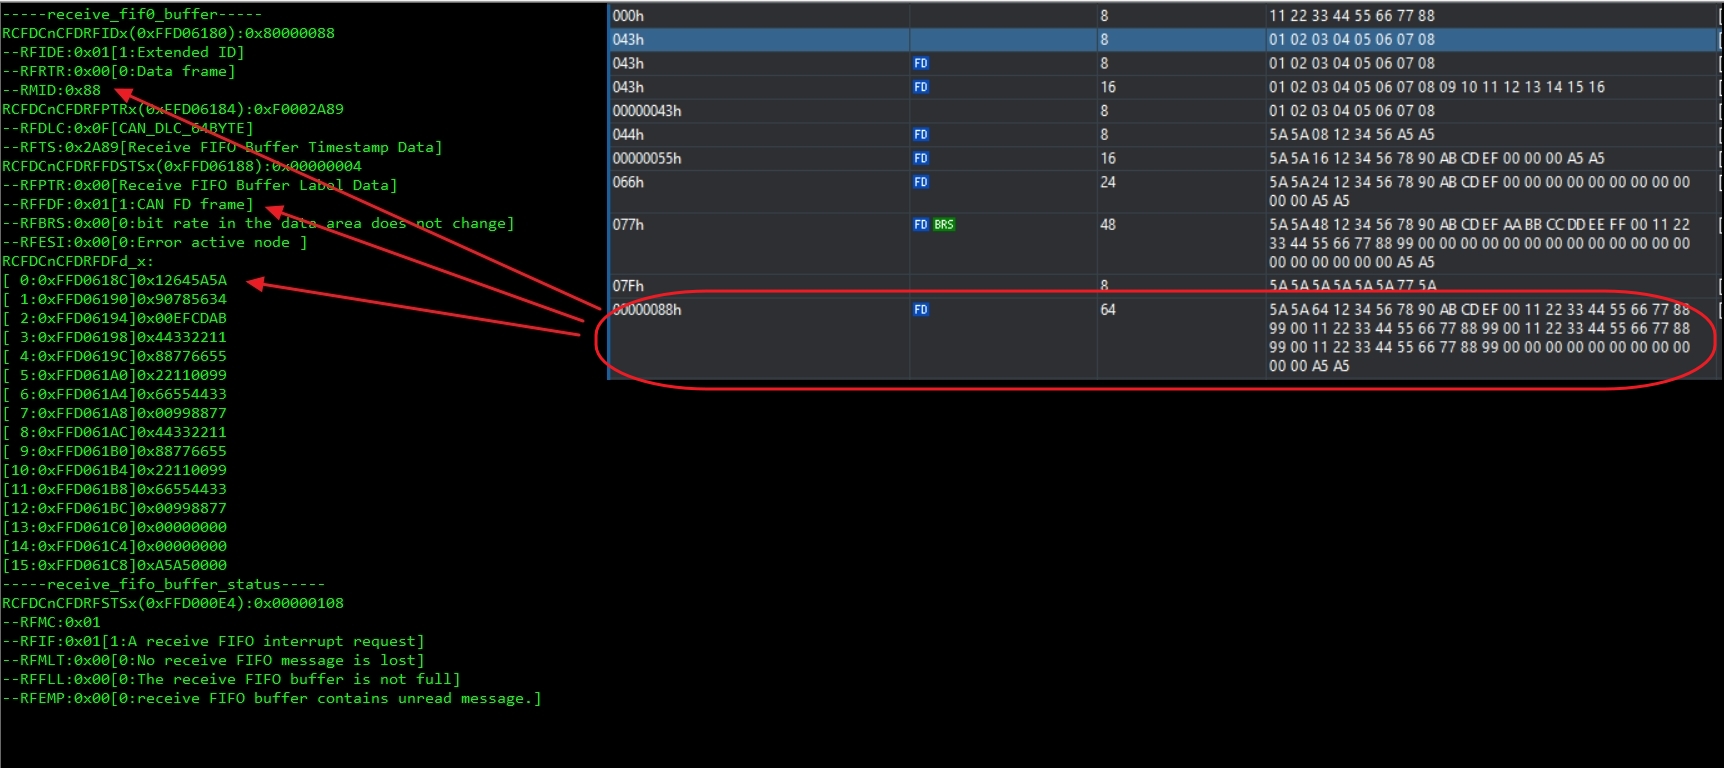 -----receive_fif0_buffer-----
RCFDCnCFDRFIDx(0xFFD06180):0x80000088
--RFIDE:0x01[1:Extended ID]
--RFRTR:0x00[0:Data frame]
--RMID:0x88
RCFDCnCFDRFPTRx(0xFFD06184):0xF0002A89
--RFDLC:0x0F[CAN_DLC_64BYTE]
--RFTS:0x2A89[Receive FIFO Buffer Timestamp Data]
RCFDCnCFDRFFDSTSx(0xFFD06188):0x00000004
--RFPTR:0x00[Receive FIFO Buffer Label Data]
--RFFDF:0x01[1:CAN FD frame]
--RFBRS:0x00[0:bit rate in the data area does not change]
--RFESI:0x00[0:Error active node ]
RCFDCnCFDRFDFd_x:
[ 0:0xFFD0618C]0x12645A5A
[ 1:0xFFD06190]0x90785634
[ 2:0xFFD06194]0x00EFCDAB
[ 3:0xFFD06198]0x44332211
[ 4:0xFFD0619C]0x88776655
[ 5:0xFFD061A0]0x22110099
[ 6:0xFFD061A4]0x66554433
[ 7:0xFFD061A8]0x00998877
[ 8:0xFFD061AC]0x44332211
[ 9:0xFFD061B0]0x88776655
[10:0xFFD061B4]0x22110099
[11:0xFFD061B8]0x66554433
[12:0xFFD061BC]0x00998877
[13:0xFFD061C0]0x00000000
[14:0xFFD061C4]0x00000000
[15:0xFFD061C8]0xA5A50000
-----receive_fifo_buffer_status-----
RCFDCnCFDRFSTSx(0xFFD000E4):0x00000108
--RFMC:0x01
--RFIF:0x01[1:A receive FIFO interrupt request]
--RFMLT:0x00[0:No receive FIFO message is lost]
--RFFLL:0x00[0:The receive FIFO buffer is not full]
--RFEMP:0x00[0:receive FIFO buffer contains unread message.]
000h 8 11 22 33 44 55 66 77 88
043h 8 01 02 03 04 05 06 07 08
043h FD 8 01 02 03 04 05 06 07 08
043h FD 16 01 02 03 04 05 06 07 08 09 10 11 12 13 14 15 16
00000043h 8 01 02 03 04 05 06 07 08
044h FD 8 5A 5A 08 12 34 56 A5 A5
00000055h FD 16 5A 5A 16 12 34 56 78 90 AB CD EF 00 00 00 A5 A5
066h FD 24 5A 5A 24 12 34 56 78 90 AB CD EF 00 00 00 00 00 00 00 00 00
00 00 A5 A5
077h FD BRS 48 5A 5A 48 12 34 56 78 90 AB CD EF AA BB CC DD EE FF 00 11 22
33 44 55 66 77 88 99 00 00 00 00 00 00 00 00 00 00 00 00 00
00 00 00 00 00 00 A5 A5
07Fh 8 5A 5A 5A 5A 5A 5A 77 5A
00000088h FD 64 5A 5A 64 12 34 56 78 90 AB CD EF 00 11 22 33 44 55 66 77 88
99 00 11 22 33 44 55 66 77 88 99 00 11 22 33 44 55 66 77 88
99 00 11 22 33 44 55 66 77 88 99 00 00 00 00 00 00 00 00 00
00 00 A5 A5